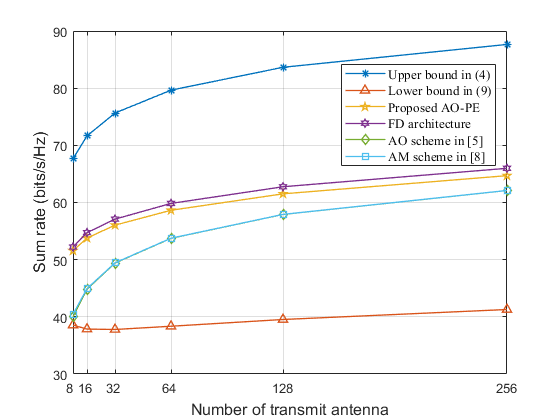 90
80
70
60
50
40
30
Sum rate (bits/s/Hz)
Upper bound in (4)
Lower bound in (9)
Proposed AO-PE
FD architecture
AO scheme in [5]
AM scheme in [8]
8 16 32 64 128 256
Number of transmit antenna